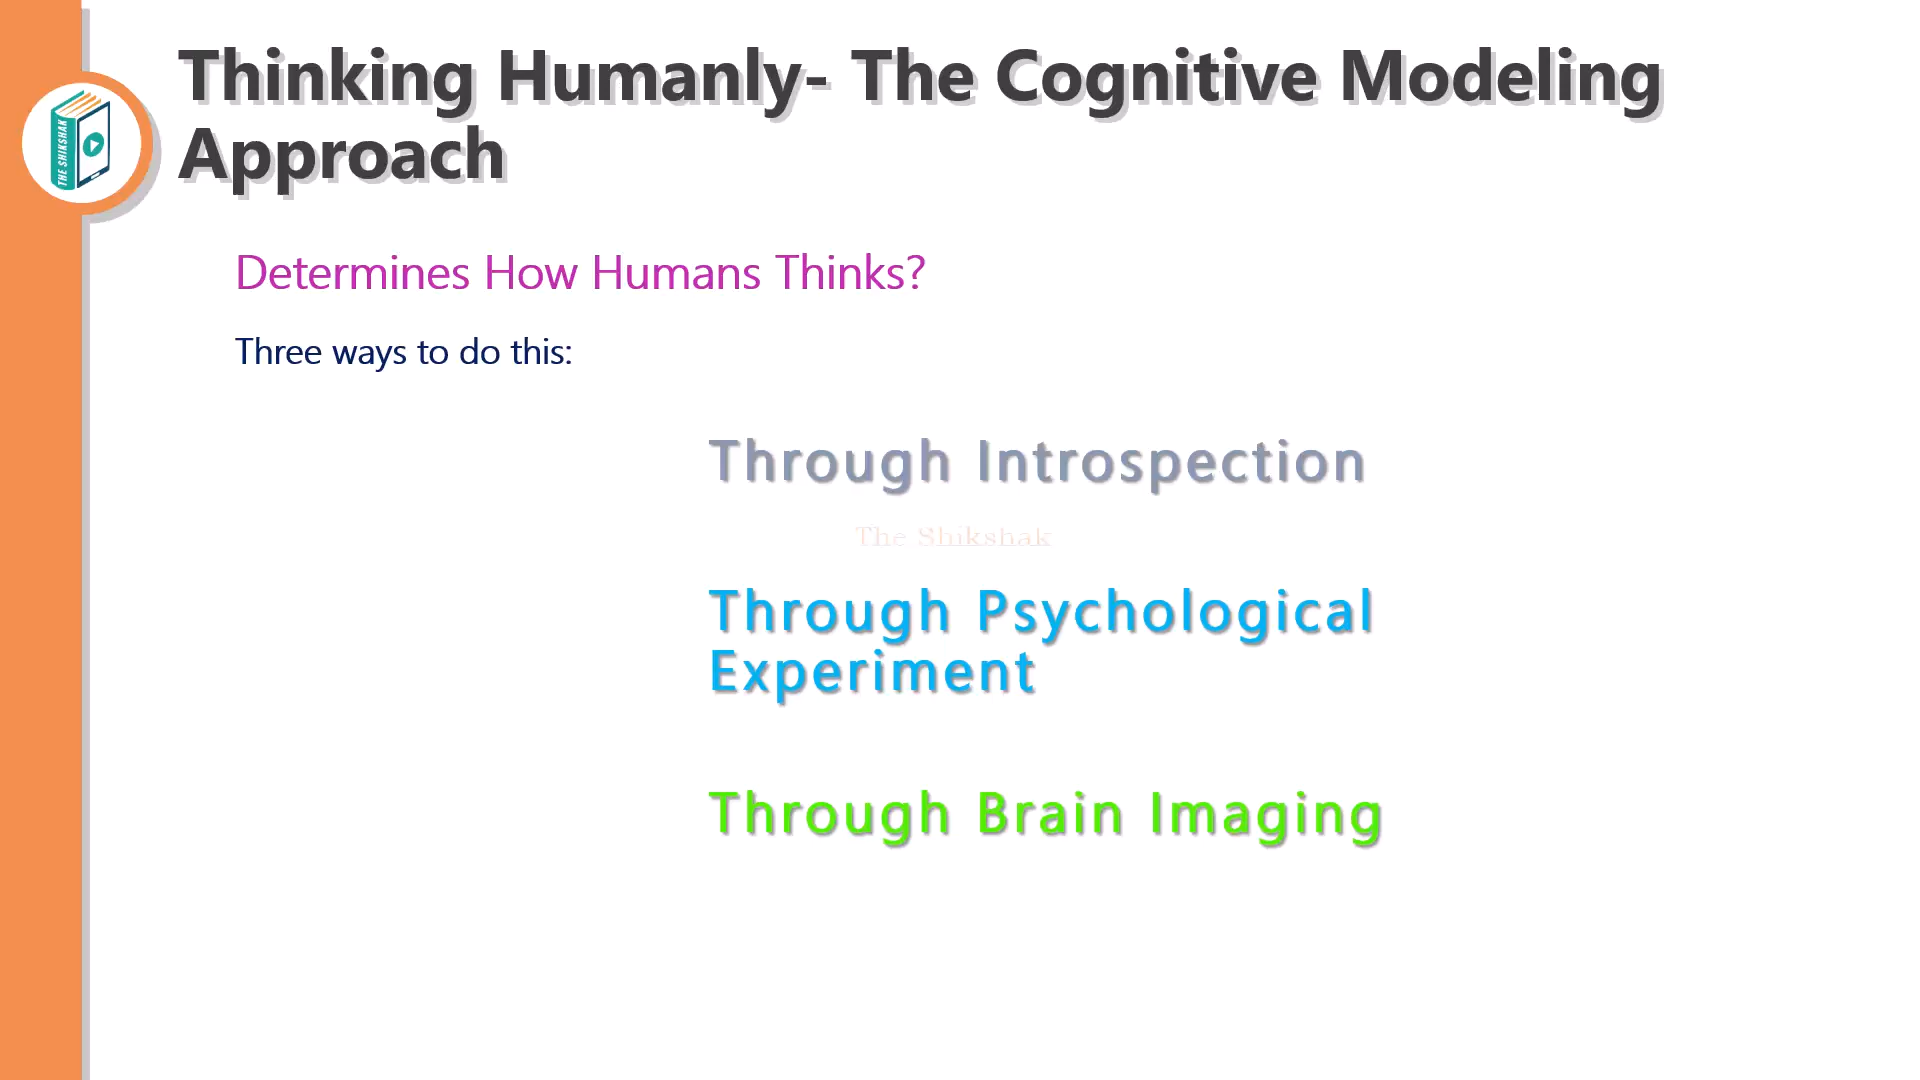 Thinking Humanly- The Cognitive Modeling
Approach
THE SHIKSHAK
Determines How Humans Thinks?
Three ways to do this:
Through Introspection
The Shikshak
Through Psychological
Experiment
Through Brain Imaging